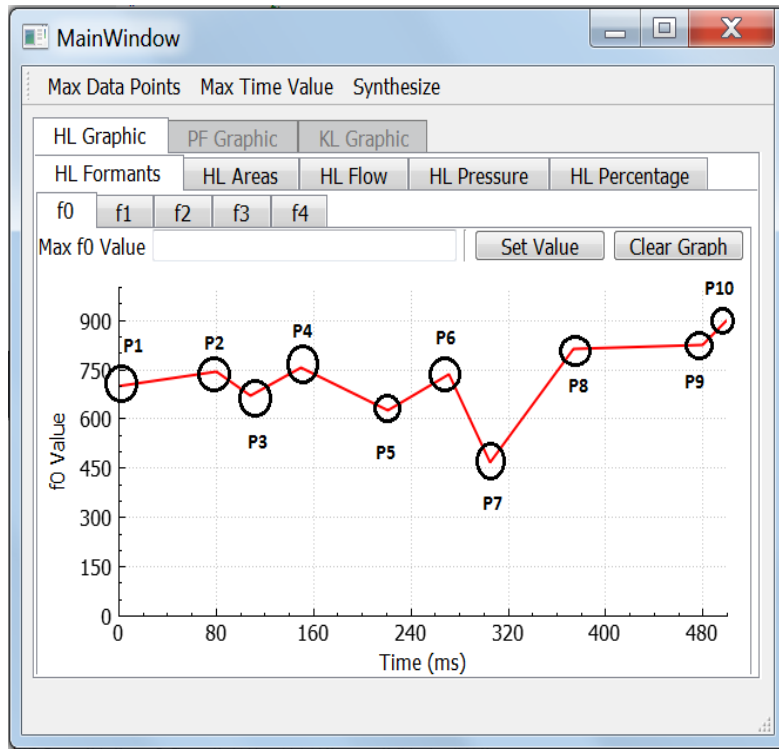 MainWindow
Max Data Points Max Time Value Synthesize
HL Graphic PF Graphic KL Graphic
HL Formants HL Areas HL Flow HL Pressure HL Percentage
f0 f1 f2 f3 f4
Max f0 Value Set Value Clear Graph
P10
900
P1 P2 P4 P6
750
P8 P9
600
P3 P5
f0 Value
450
P7
300
150
0
0 80 160 240 320 400 480
Time (ms)